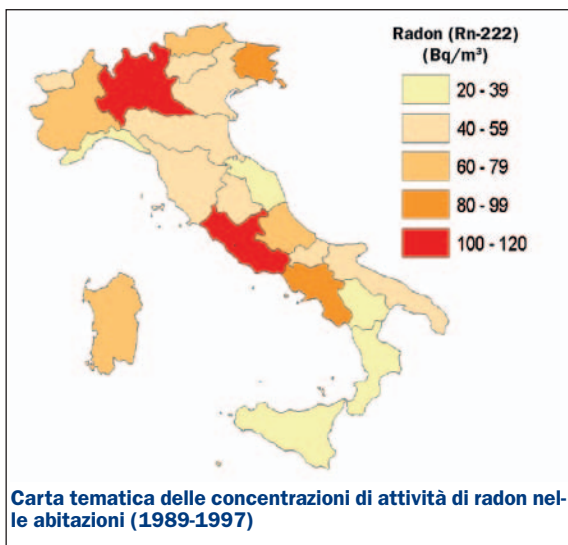 Radon (Rn-222)
(Bq/m³)
20 - 39
40 - 59
60 - 79
80 - 99
100 - 120
Carta tematica delle concentrazioni di attività di radon nel-
le abitazioni (1989-1997)